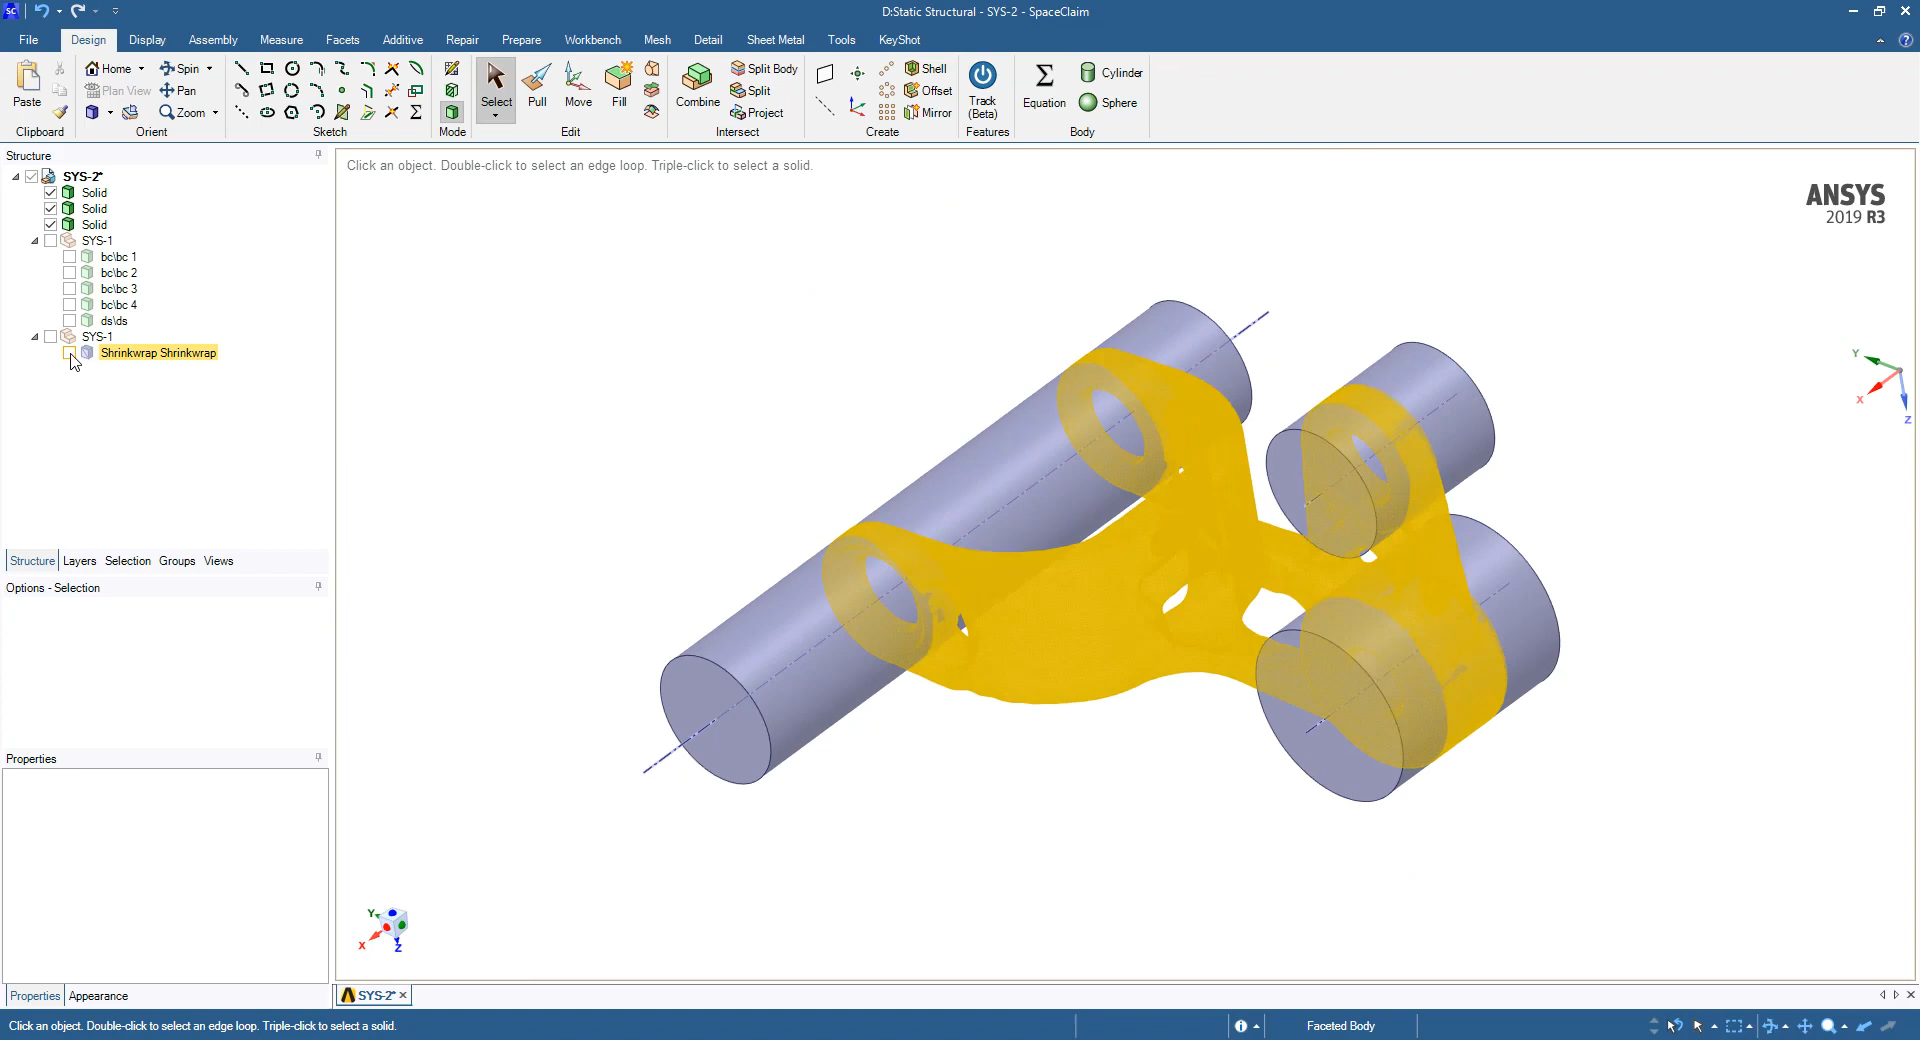 D:Static Structural - SYS-2 - SpaceClaim
File Design Display Assembly Measure Facets Additive Repair Prepare Workbench Mesh Detail Sheet Metal Tools KeyShot
Paste
Home
Plan View
Spin
Pan
Zoom
Select
Pull
Move
Fill
Combine
Split Body
Split
Project
Shell
Offset
Mirror
Track
(Beta)
Equation
Cylinder
Sphere
Clipboard Orient Sketch Mode Edit Intersect Create Features Body
Structure
SYS-2*
Solid
Solid
Solid
SYS-1
bc\bc 1
bc\bc 2
bc\bc 3
bc\bc 4
ds\ds
SYS-1
Shrinkwrap Shrinkwrap
Structure Layers Selection Groups Views
Options - Selection
Properties
Properties Appearance
Click an object. Double-click to select an edge loop. Triple-click to select a solid.
ANSYS
2019 R3
Y
X
Z
Y
X
Z
SYS-2*
Click an object. Double-click to select an edge loop. Triple-click to select a solid.
Faceted Body